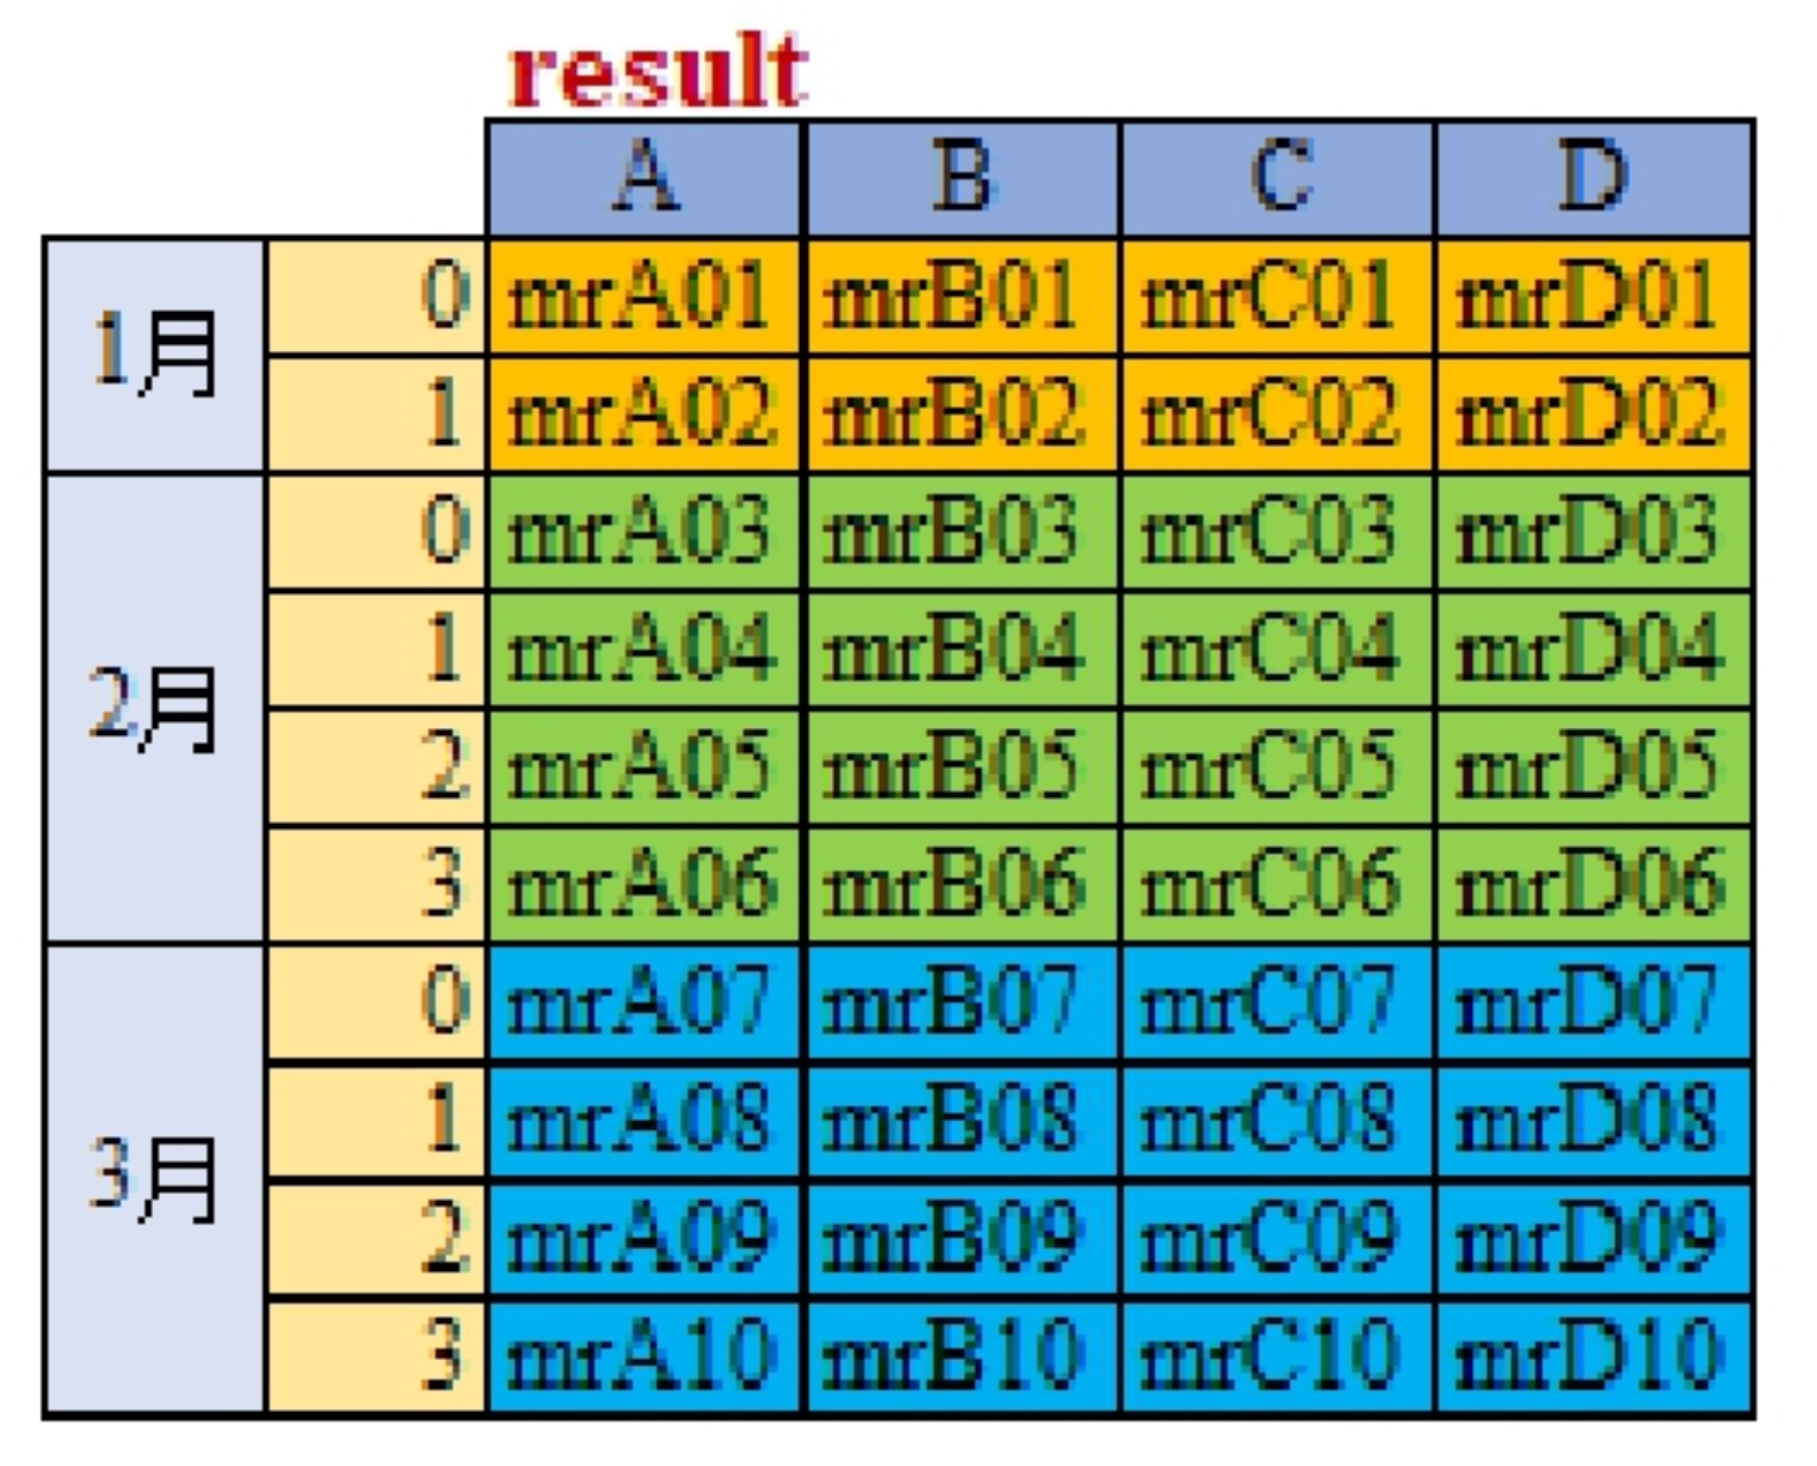 result
A B C D
1月 0 mrA01 mrB01 mrC01 mrD01
1 mrA02 mrB02 mrC02 mrD02
2月 0 mrA03 mrB03 mrC03 mrD03
1 mrA04 mrB04 mrC04 mrD04
2 mrA05 mrB05 mrC05 mrD05
3 mrA06 mrB06 mrC06 mrD06
3月 0 mrA07 mrB07 mrC07 mrD07
1 mrA08 mrB08 mrC08 mrD08
2 mrA09 mrB09 mrC09 mrD09
3 mrA10 mrB10 mrC10 mrD10